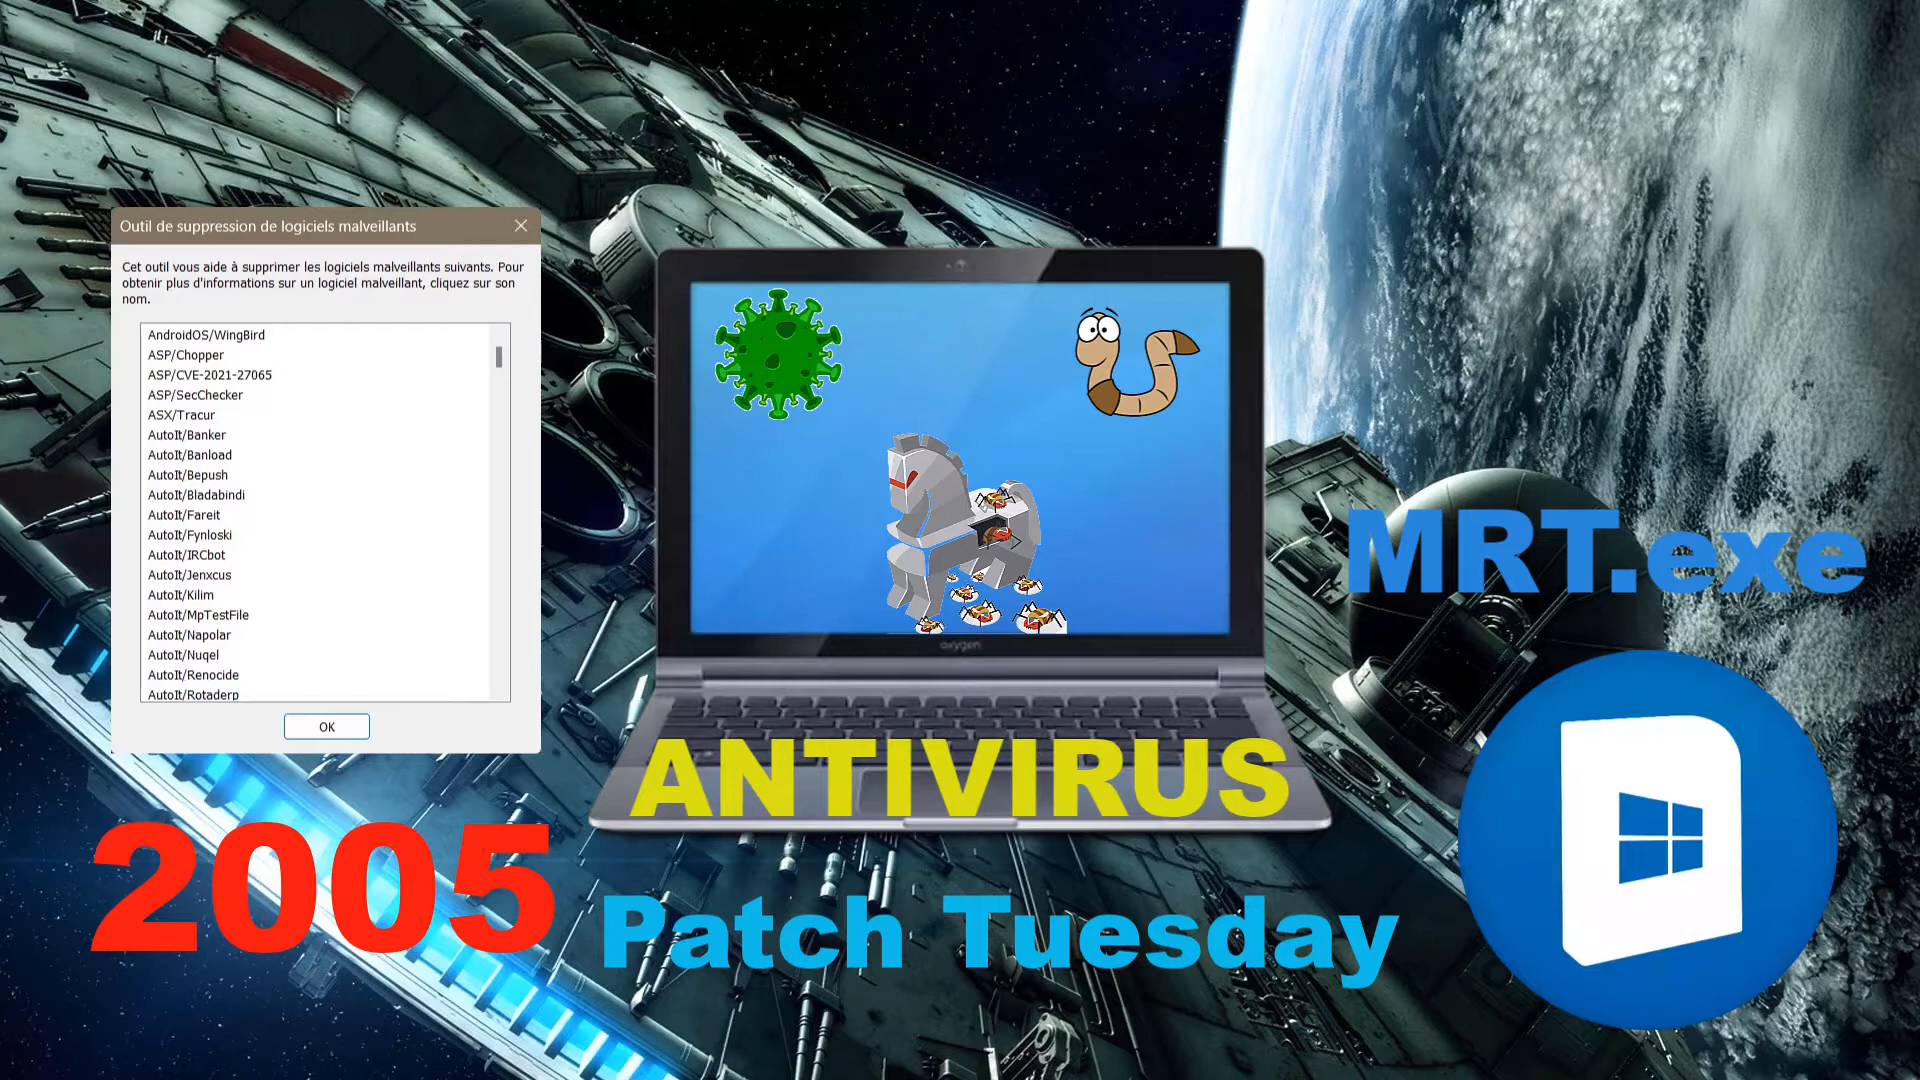 Outil de suppression de logiciels malveillants
Cet outil vous aide à supprimer les logiciels malveillants suivants. Pour
obtenir plus d'informations sur un logiciel malveillant, cliquez sur son
nom.
AndroidOS/WingBird
ASP/Chopper
ASP/CVE-2021-27065
ASP/SecChecker
ASX/Tracur
AutoIt/Banker
AutoIt/Banload
AutoIt/Bepush
AutoIt/Bladabindi
AutoIt/Fareit
AutoIt/Fynloski
AutoIt/IRCbot
AutoIt/Jenxcus
AutoIt/Kilim
AutoIt/MpTestFile
AutoIt/Napolar
AutoIt/Nuqel
AutoIt/Renocide
AutoIt/Rotaderp
OK
oxygen
MRT.exe
ANTIVIRUS
2005
Patch Tuesday